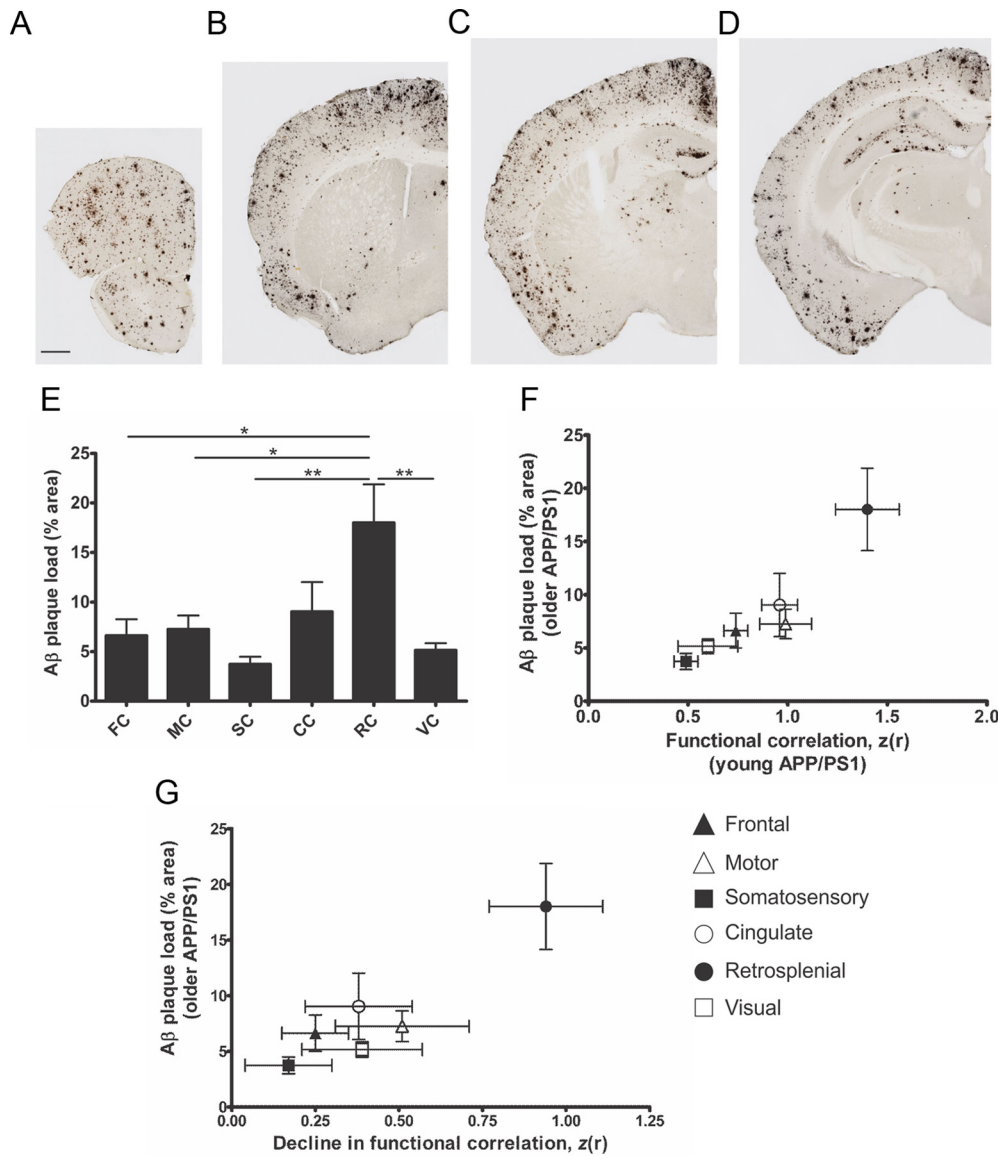 A
B
C
D
E
*
*
**
**
Aβ plaque load (% area)
25
20
15
10
5
0
FC
MC
SC
CC
RC
VC
F
Aβ plaque load (% area)
(older APP/PS1)
25
20
15
10
5
0
0.0
0.5
1.0
1.5
2.0
Functional correlation, z(r)
(young APP/PS1)
G
Aβ plaque load (% area)
(older APP/PS1)
25
20
15
10
5
0
0.00
0.25
0.50
0.75
1.00
1.25
Decline in functional correlation, z(r)
Frontal
Motor
Somatosensory
Cingulate
Retrosplenial
Visual